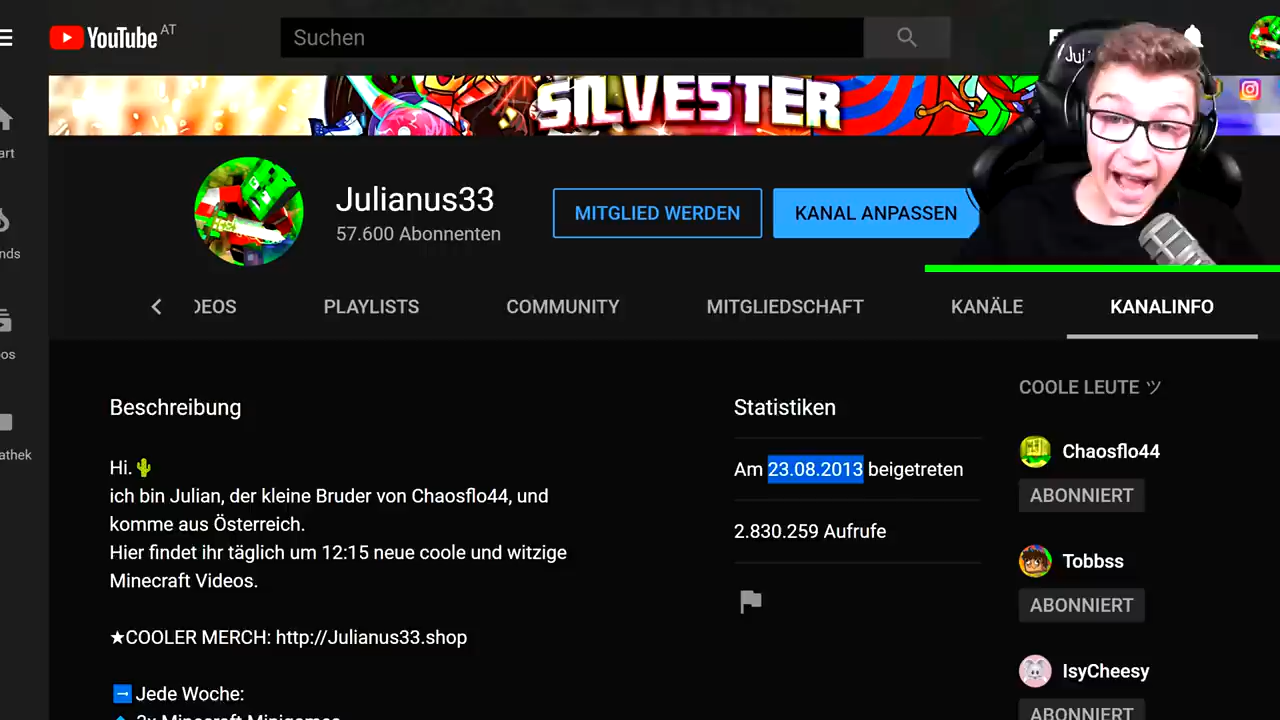 YouTube AT
Suchen
SILVESTER
Julianus33
57.600 Abonnenten
MITGLIED WERDEN
KANAL ANPASSEN
PLAYLISTS
COMMUNITY
MITGLIEDSCHAFT
KANÄLE
KANALINFO
Beschreibung
Hi.🌵
ich bin Julian, der kleine Bruder von Chaosflo44, und
komme aus Österreich.
Hier findet ihr täglich um 12:15 neue coole und witzige
Minecraft Videos.
★COOLER MERCH: http://Julianus33.shop
➡ Jede Woche:
Statistiken
Am 23.08.2013 beigetreten
2.830.259 Aufrufe
COOLE LEUTE ツ
Chaosflo44
ABONNIERT
Tobbss
ABONNIERT
IsyCheesy
ABONNIERT